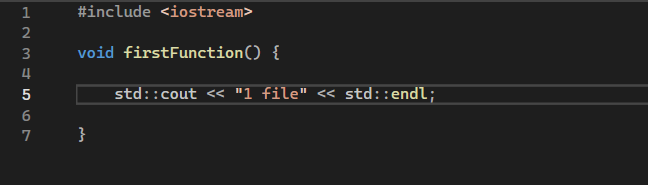 1 #include <iostream>
2
3 void firstFunction() {
4
5 std::cout << "1 file" << std::endl;
6
7 }